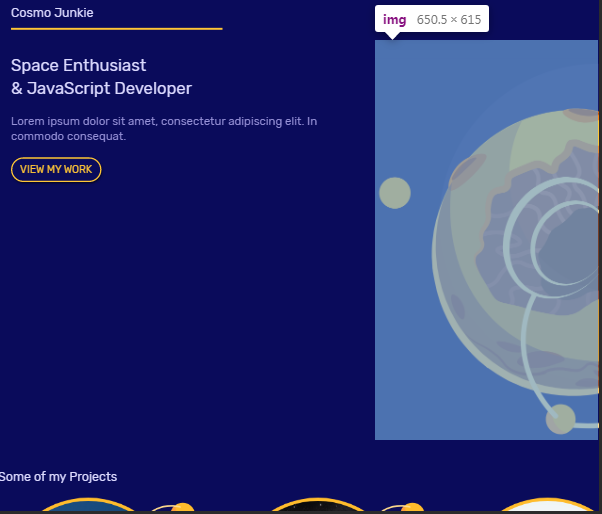 Cosmo Junkie
img 650.5 × 615
Space Enthusiast
& JavaScript Developer
Lorem ipsum dolor sit amet, consectetur adipiscing elit. In
commodo consequat.
VIEW MY WORK
Some of my Projects